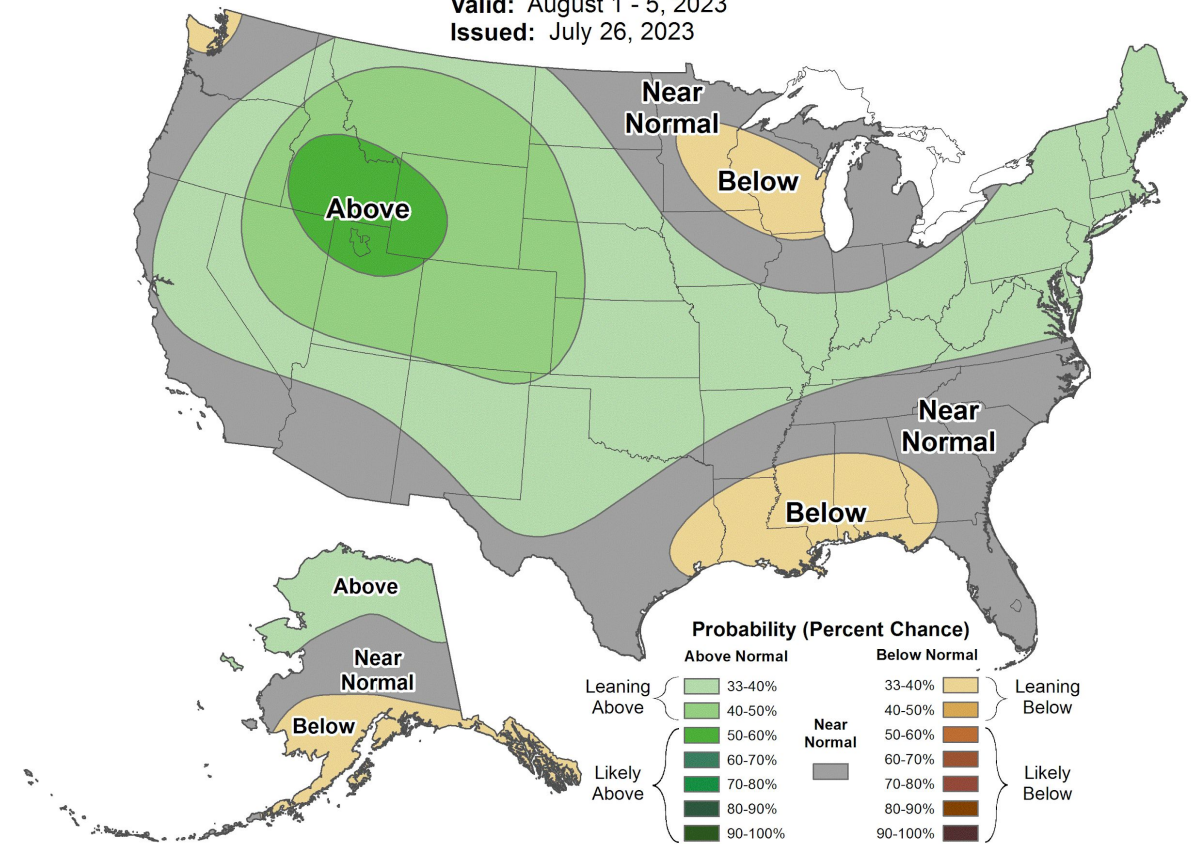 Valid: August 1 - 5, 2023
Issued: July 26, 2023
Near
Normal
Below
Above
Near
Normal
Below
Above
Near
Normal
Below
Probability (Percent Chance)
Above Normal
Below Normal
Leaning
Above
33-40%
40-50%
50-60%
60-70%
70-80%
80-90%
90-100%
Likely
Above
Near
Normal
33-40%
40-50%
50-60%
60-70%
70-80%
80-90%
90-100%
Leaning
Below
Likely
Below